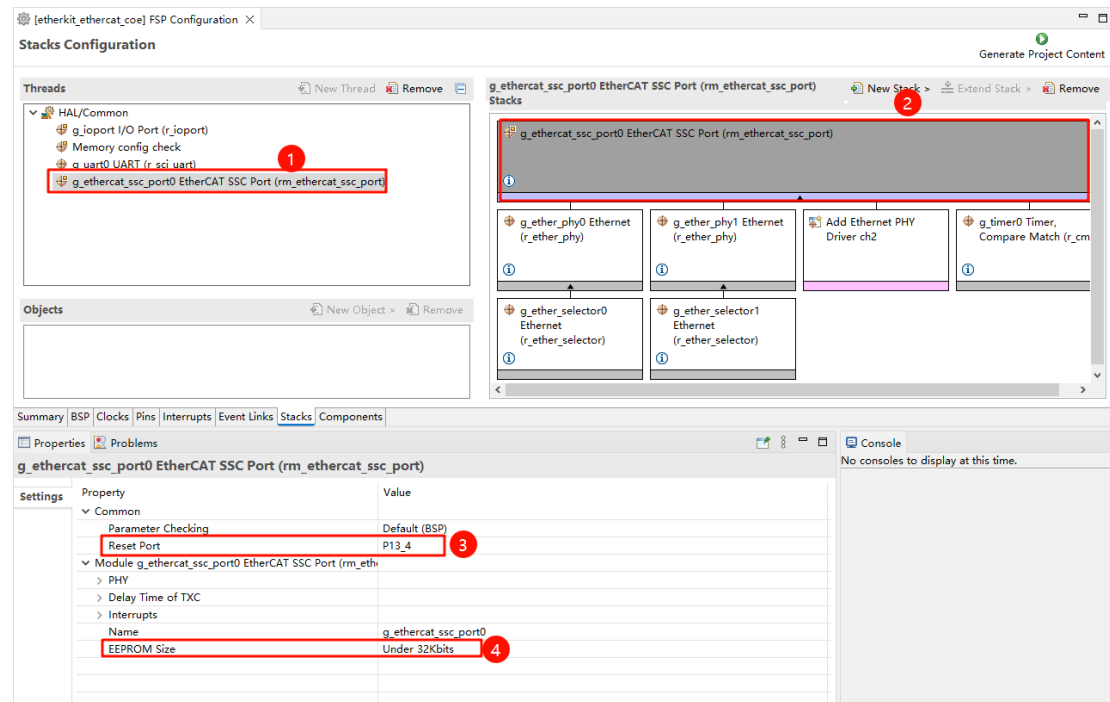 [etherkit_ethercat_coe] FSP Configuration
Stacks Configuration
Generate Project Content
Threads
New Thread
Remove
HAL/Common
g_ioport I/O Port (r_ioport)
Memory config check
g_uart0 UART (r_sci_uart)
1
g_ethercat_ssc_port0 EtherCAT SSC Port (rm_ethercat_ssc_port)
g_ethercat_ssc_port0 EtherCAT SSC Port (rm_ethercat_ssc_port)
Stacks
New Stack >
Extend Stack >
Remove
2
g_ethercat_ssc_port0 EtherCAT SSC Port (rm_ethercat_ssc_port)
g_ether_phy0 Ethernet
(r_ether_phy)
g_ether_phy1 Ethernet
(r_ether_phy)
Add Ethernet PHY
Driver ch2
g_timer0 Timer,
Compare Match (r_cm
g_ether_selector0
Ethernet
(r_ether_selector)
g_ether_selector1
Ethernet
(r_ether_selector)
Objects
New Object >
Remove
Summary BSP Clocks Pins Interrupts Event Links Stacks Components
Properties
Problems
g_ethercat_ssc_port0 EtherCAT SSC Port (rm_ethercat_ssc_port)
Settings
Property Value
Common
Parameter Checking Default (BSP)
Reset Port P13_4
3
Module g_ethercat_ssc_port0 EtherCAT SSC Port (rm_eth
PHY
Delay Time of TXC
Interrupts
Name g_ethercat_ssc_port0
EEPROM Size Under 32Kbits
4
Console
No consoles to display at this time.